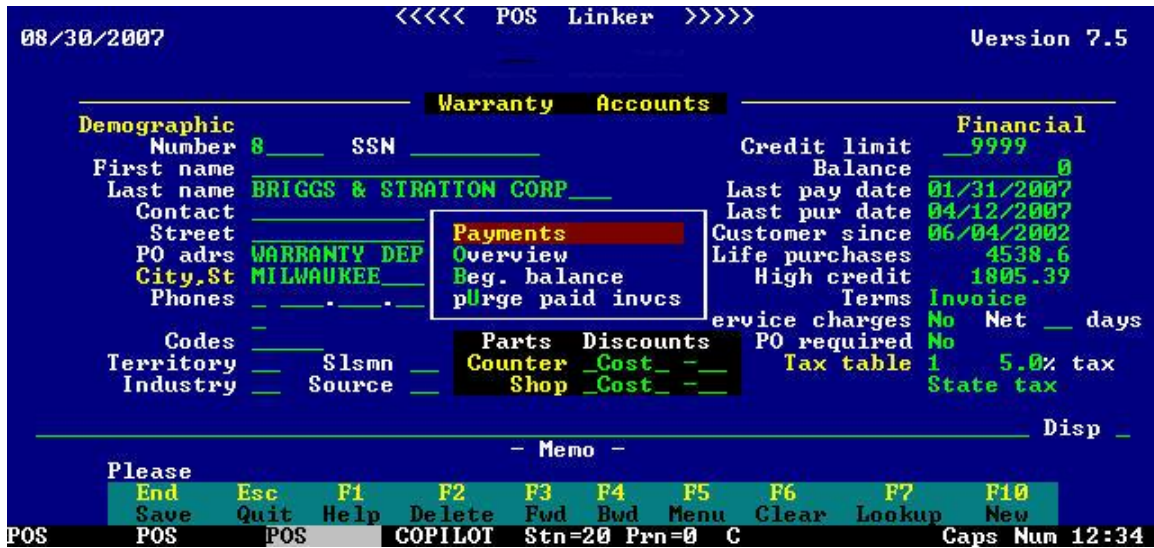 <<<<< POS Linker >>>>>
08/30/2007 Version 7.5
Warranty Accounts
Demographic Financial
Number 8 SSN Credit limit 9999
First name Balance 0
Last name BRIGGS & STRATTON CORP Last pay date 01/31/2007
Contact Last pur date 04/12/2007
Street Payments Customer since 06/04/2002
PO adrs WARRANTY DEP Overview Life purchases 4538.6
City,St MILWAUKEE Beg. balance High credit 1805.39
Phones . . pUrge paid invcs Terms Invoice
ervice charges No Net __ days
Codes Parts Discounts PO required No
Territory Slsmn Counter _Cost_ - Tax table 1 5.0% tax
Industry Source Shop _Cost_ - State tax
Disp _
- Memo -
Please
End Esc F1 F2 F3 F4 F5 F6 F7 F10
Save Quit Help Delete Fwd Bwd Menu Clear Lookup New
POS POS POS COPILOT Stn=20 Prn=0 C Caps Num 12:34